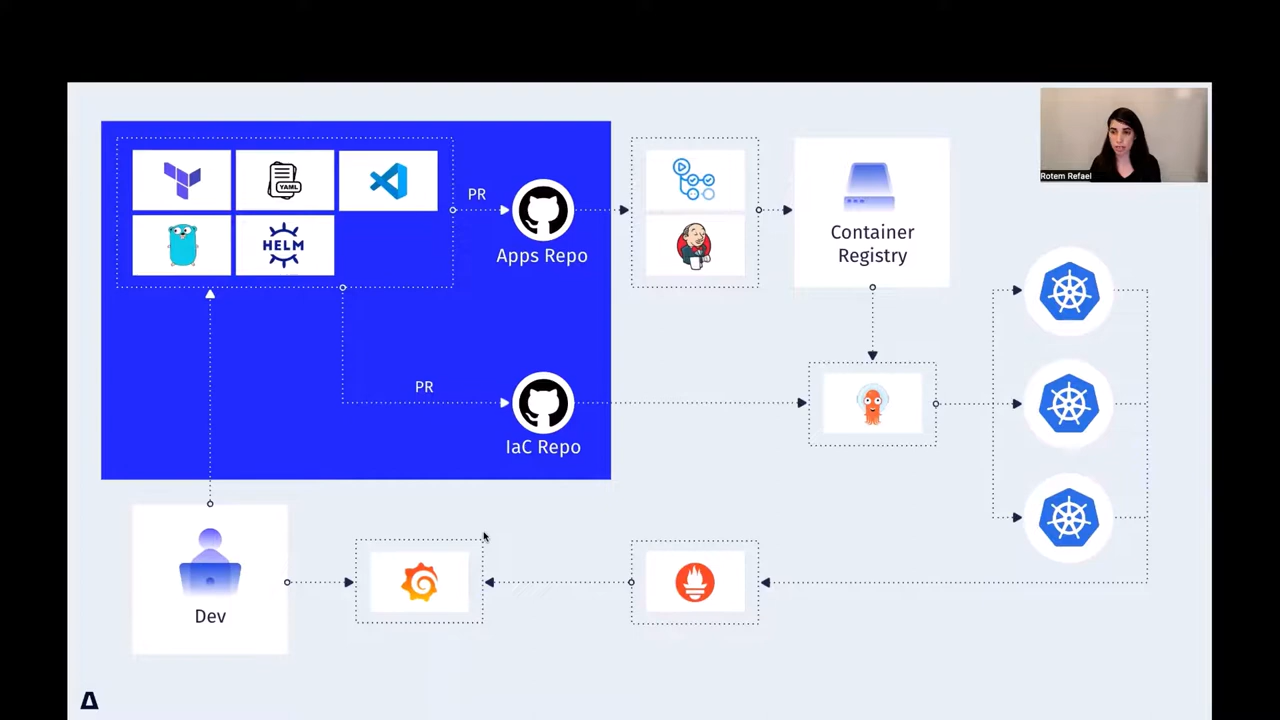 YAML
HELM
PR
Apps Repo
Container
Registry
Rotem Refael
PR
IaC Repo
Dev